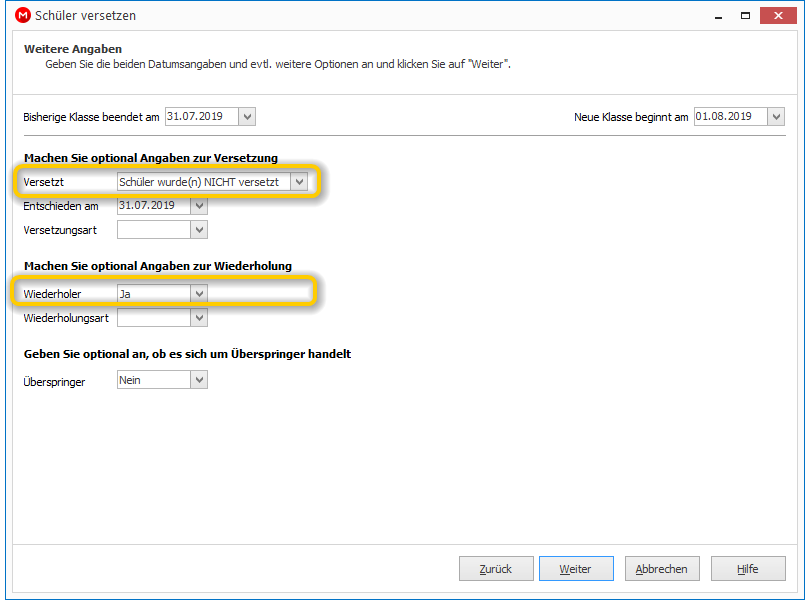 M Schüler versetzen
Weitere Angaben
Geben Sie die beiden Datumsangaben und evtl. weitere Optionen an und klicken Sie auf "Weiter".
Bisherige Klasse beendet am 31.07.2019 Neue Klasse beginnt am 01.08.2019
Machen Sie optional Angaben zur Versetzung
Versetzt Schüler wurde(n) NICHT versetzt
Entschieden am 31.07.2019
Versetzungsart
Machen Sie optional Angaben zur Wiederholung
Wiederholer Ja
Wiederholungsart
Geben Sie optional an, ob es sich um Überspringer handelt
Überspringer Nein
Zurück Weiter Abbrechen Hilfe